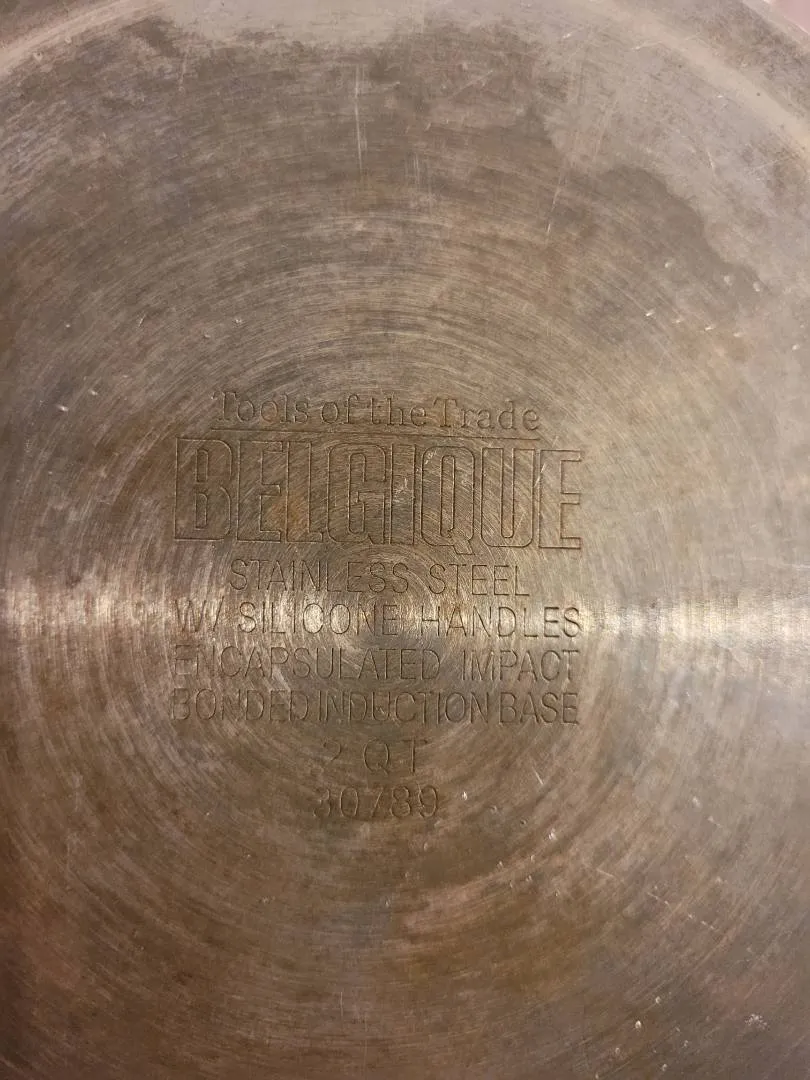 Tools of the Trade
BELGIQUE
STAINLESS STEEL
W/ SILICONE HANDLES
ENCAPSULATED IMPACT
BONDED INDUCTION BASE
2 QT
30789